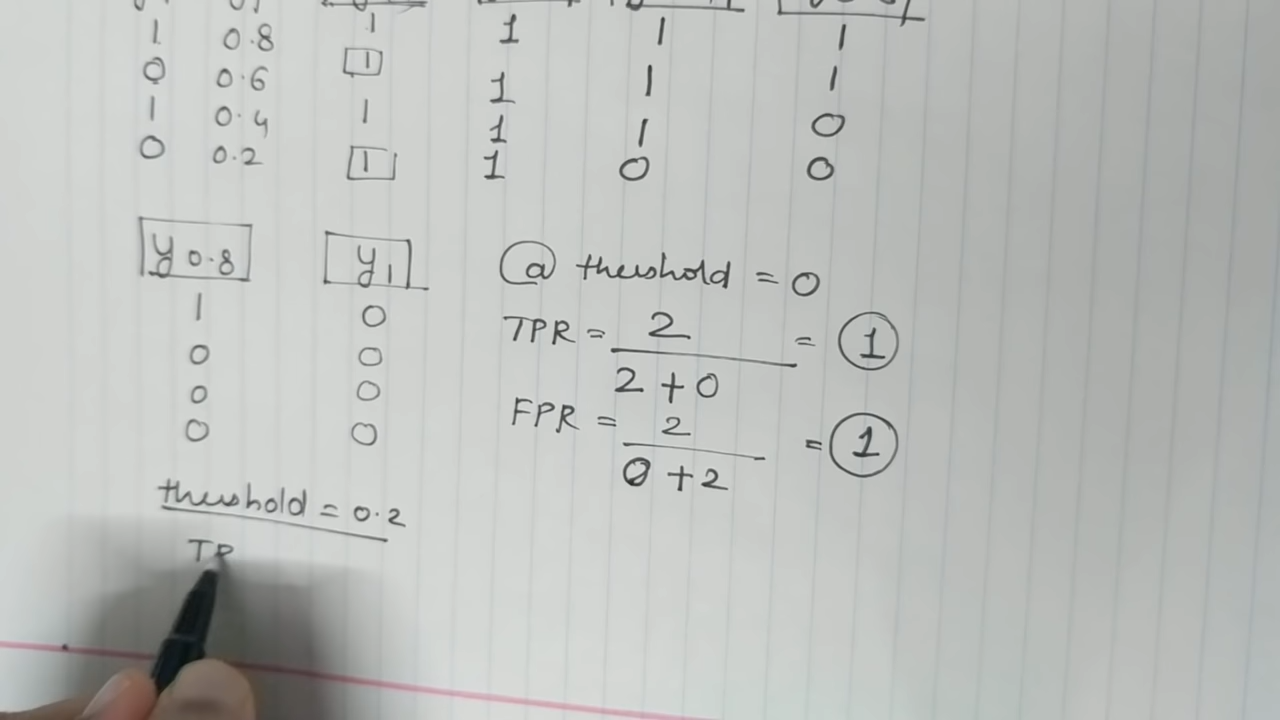 1 0.8 1 1 1 1
0 0.6 1 1 1 1
1 0.4 1 1 1 0
0 0.2 1 1 0 0
y0.8 y1
1 0
0 0
0 0
0 0
@ threshold = 0
TPR = 2 / 2 + 0 = 1
FPR = 2 / 0 + 2 = 1
threshold = 0.2
TP